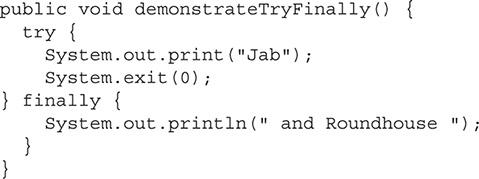 public void demonstrateTryFinally() {
  try {
    System.out.print("Jab");
    System.exit(0);
} finally {
    System.out.println(" and Roundhouse ");
  }
}